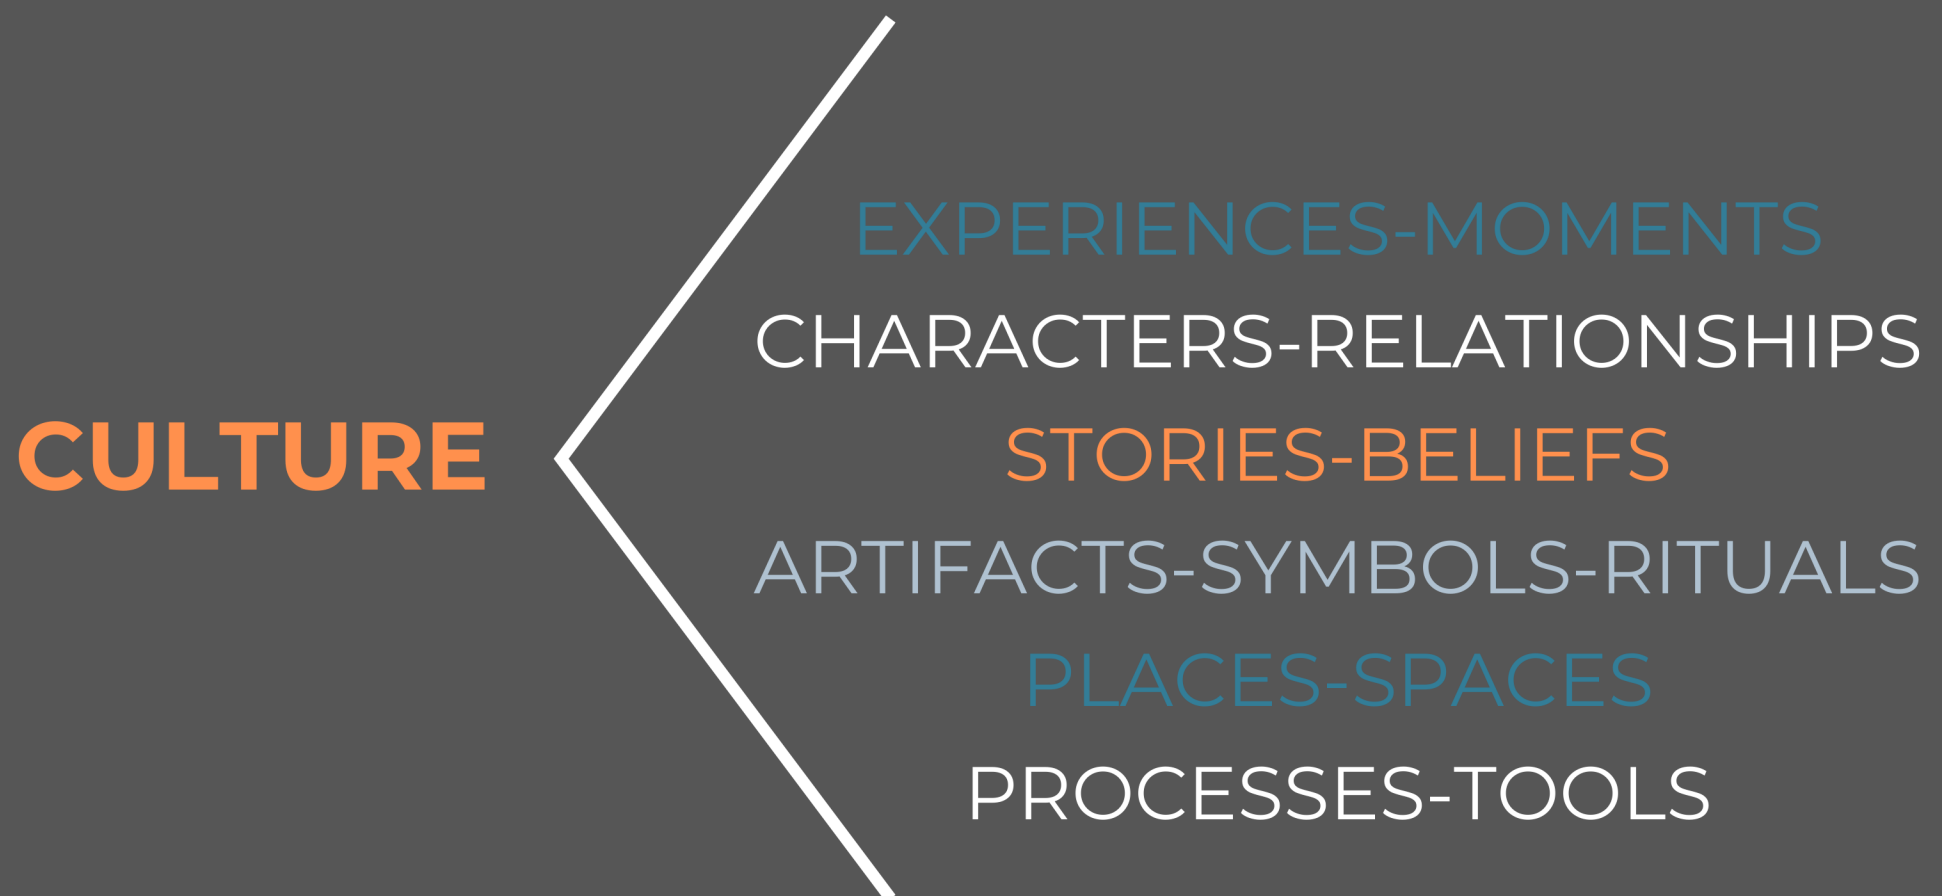 CULTURE
EXPERIENCES-MOMENTS
CHARACTERS-RELATIONSHIPS
STORIES-BELIEFS
ARTIFACTS-SYMBOLS-RITUALS
PLACES-SPACES
PROCESSES-TOOLS